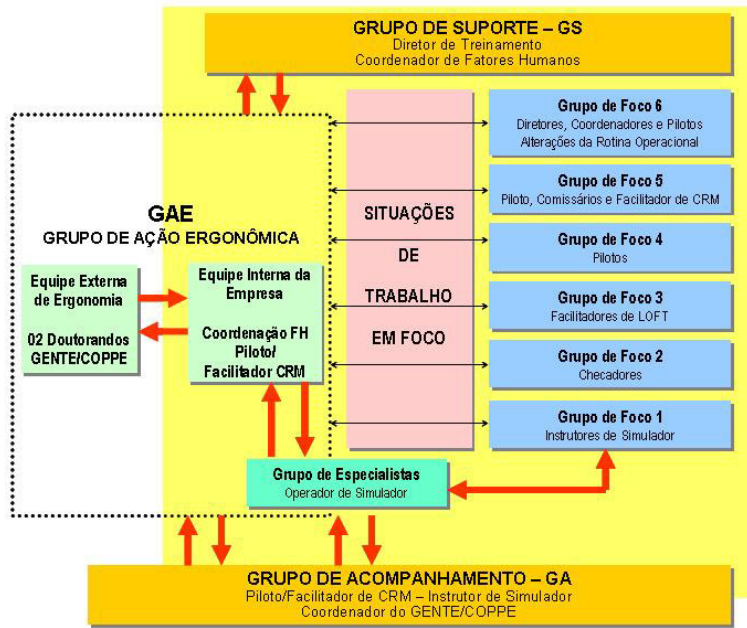 GRUPO DE SUPORTE – GS
Diretor de Treinamento
Coordenador de Fatores Humanos
GAE
GRUPO DE AÇÃO ERGONÔMICA
Equipe Externa
de Ergonomia
02 Doutorandos
GENTE/COPPE
Equipe Interna da
Empresa
Coordenação FH
Piloto/
Facilitador CRM
SITUAÇÕES
DE
TRABALHO
EM FOCO
Grupo de Foco 6
Diretores, Coordenadores e Pilotos
Alterações da Rotina Operacional
Grupo de Foco 5
Piloto, Comissários e Facilitador de CRM
Grupo de Foco 4
Pilotos
Grupo de Foco 3
Facilitadores de LOFT
Grupo de Foco 2
Checadores
Grupo de Foco 1
Instrutores de Simulador
Grupo de Especialistas
Operador de Simulador
GRUPO DE ACOMPANHAMENTO – GA
Piloto/Facilitador de CRM – Instrutor de Simulador
Coordenador do GENTE/COPPE